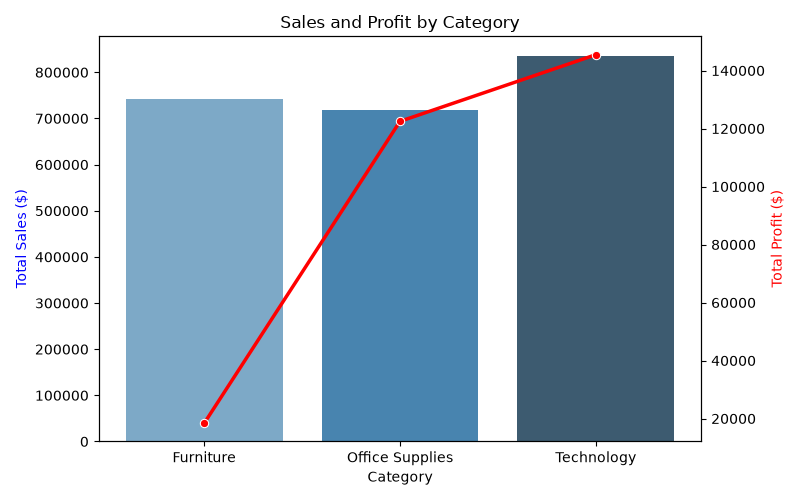 Sales and Profit by Category
Total Sales ($)
800000
700000
600000
500000
400000
300000
200000
100000
0
140000
120000
100000
80000
60000
40000
20000
Total Profit ($)
Furniture
Office Supplies
Technology
Category